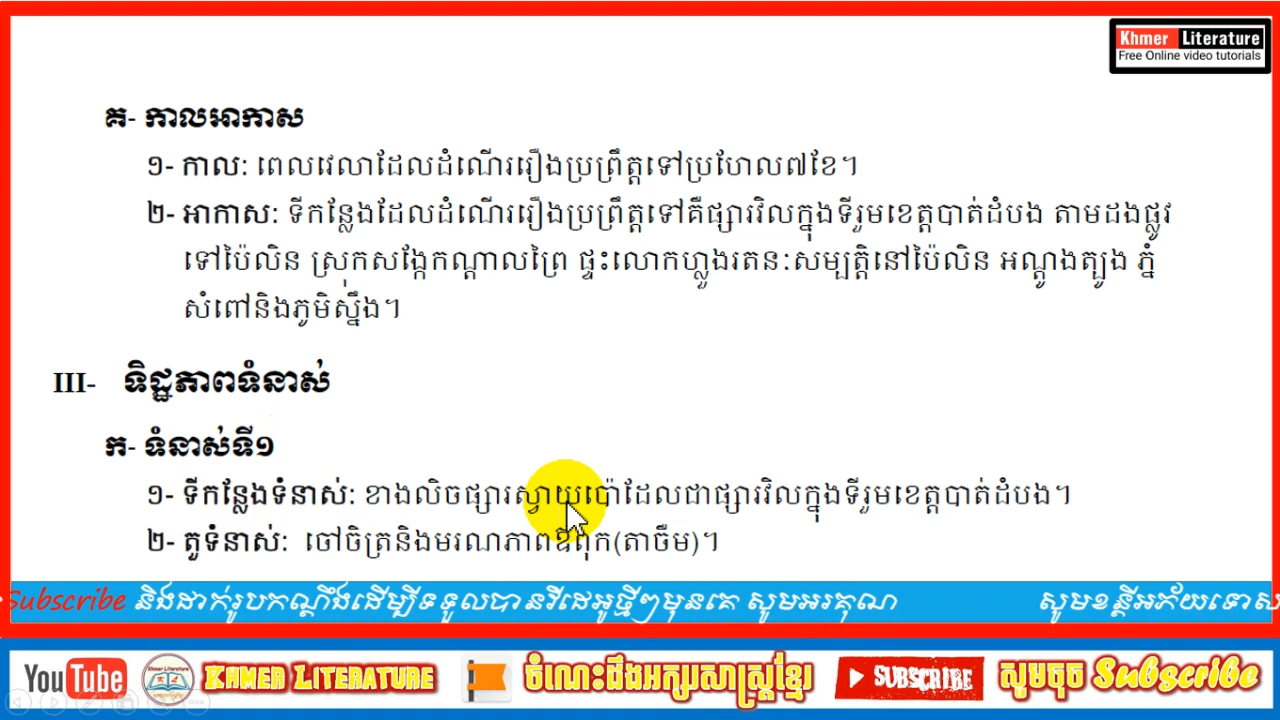 Khmer Literature
Free Online video tutorials
គ- កាលអាកាស
១- កាល: ពេលវេលាដែលដំណើររឿងប្រព្រឹត្តទៅប្រហែល៧ខែ។
២- អាកាស: ទីកន្លែងដែលដំណើររឿងប្រព្រឹត្តទៅគឺផ្សារវិលក្នុងទីរួមខេត្តបាត់ដំបង តាមដងផ្លូវ
ទៅប៉ៃលិន ស្រុកសង្កែកណ្ដាលព្រៃ ផ្ទះលោកហ្លួងរតនៈសម្បត្តិនៅប៉ៃលិន អណ្ដូងត្បូង ភ្នំ
សំពៅនិងភូមិស្នឹង។
III- ទិដ្ឋភាពទំនាស់
ក- ទំនាស់ទី១
១- ទីកន្លែងទំនាស់: ខាងលិចផ្សារស្វាយប៉ោដែលជាផ្សារវិលក្នុងទីរួមខេត្តបាត់ដំបង។
២- តួទំនាស់: ចៅចិត្រនិងមរណភាពឪពុក(តាចឹម)។
Subscribe និងដាក់រូបកណ្ដឹងដើម្បីទទួលបានវីដេអូថ្មីៗមុនគេ សូមអរគុណ សូមខន្តីអភ័យទោស
YouTube KHMER LITERATURE ចំណេះដឹងអក្សរសាស្ត្រខ្មែរ SUBSCRIBE សូមចុច Subscribe